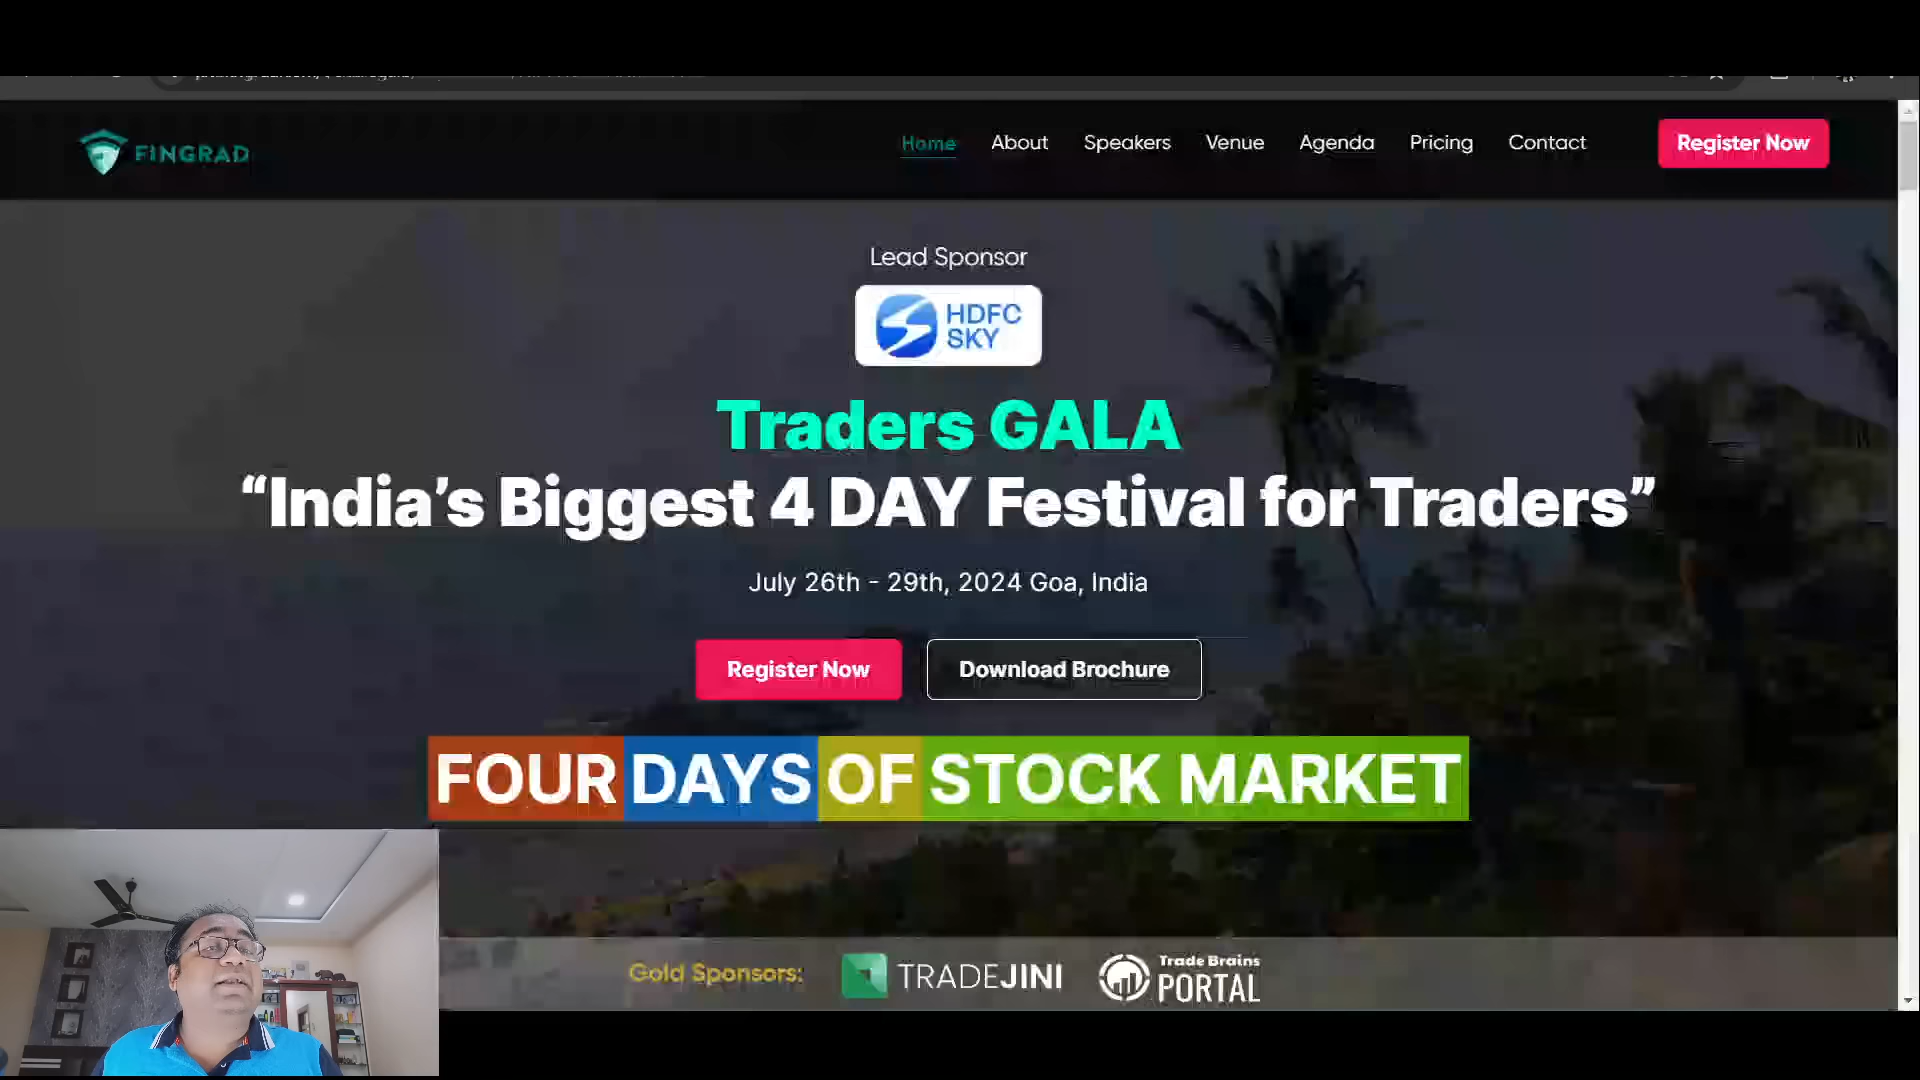 FINGRAD
Home About Speakers Venue Agenda Pricing Contact Register Now
Lead Sponsor
HDFC
SKY
Traders GALA
“India’s Biggest 4 DAY Festival for Traders”
July 26th - 29th, 2024 Goa, India
Register Now Download Brochure
FOUR DAYS OF STOCK MARKET
Gold Sponsors: TRADEJINI Trade Brains
PORTAL